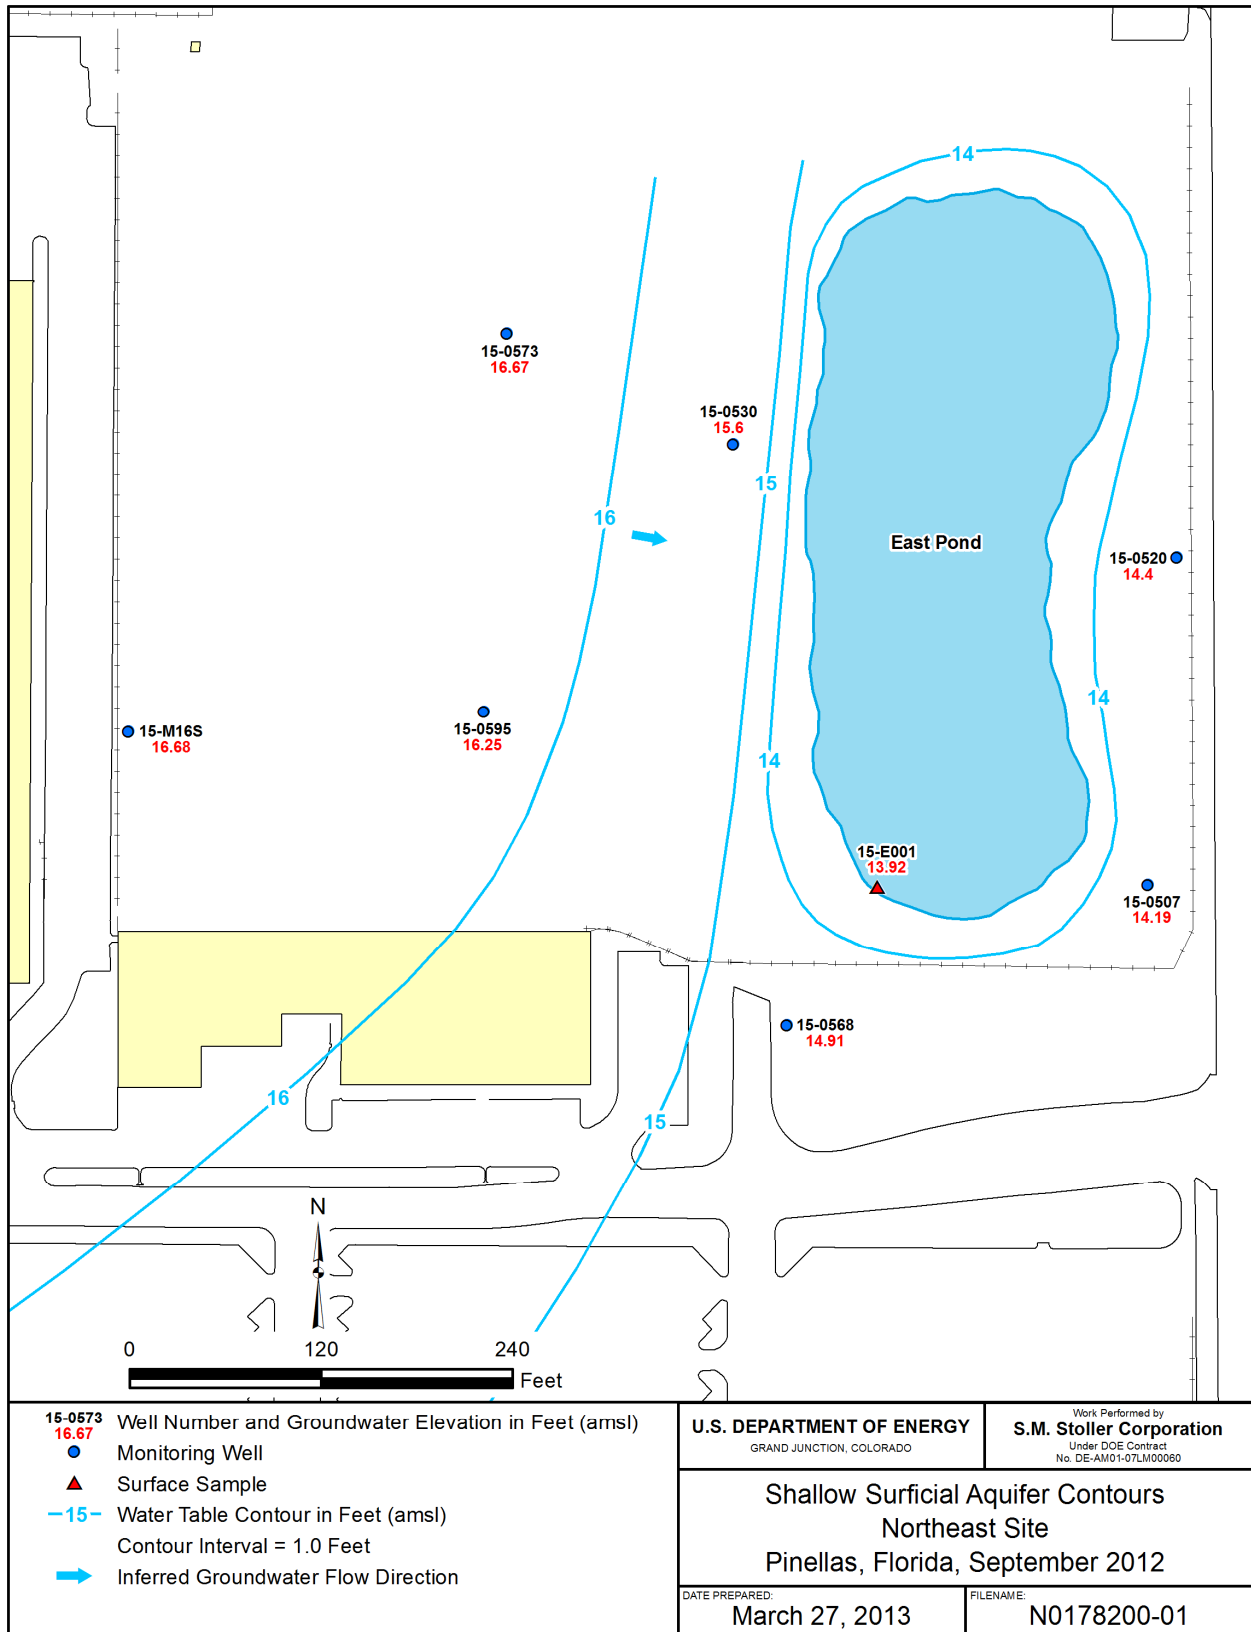 14
15-0573
16.67
15-0530
15.6
15
16
East Pond
15-0520
14.4
14
15-M16S
16.68
15-0595
16.25
14
15-E001
13.92
15-0507
14.19
15-0568
14.91
16
15
N
0 120 240
Feet
15-0573
16.67
Well Number and Groundwater Elevation in Feet (amsl)
Monitoring Well
Surface Sample
15 Water Table Contour in Feet (amsl)
Contour Interval = 1.0 Feet
Inferred Groundwater Flow Direction
U.S. DEPARTMENT OF ENERGY
GRAND JUNCTION, COLORADO
Work Performed by
S.M. Stoller Corporation
Under DOE Contract
No. DE-AM01-07LM00060
Shallow Surficial Aquifer Contours
Northeast Site
Pinellas, Florida, September 2012
DATE PREPARED:
March 27, 2013
FILENAME:
N0178200-01